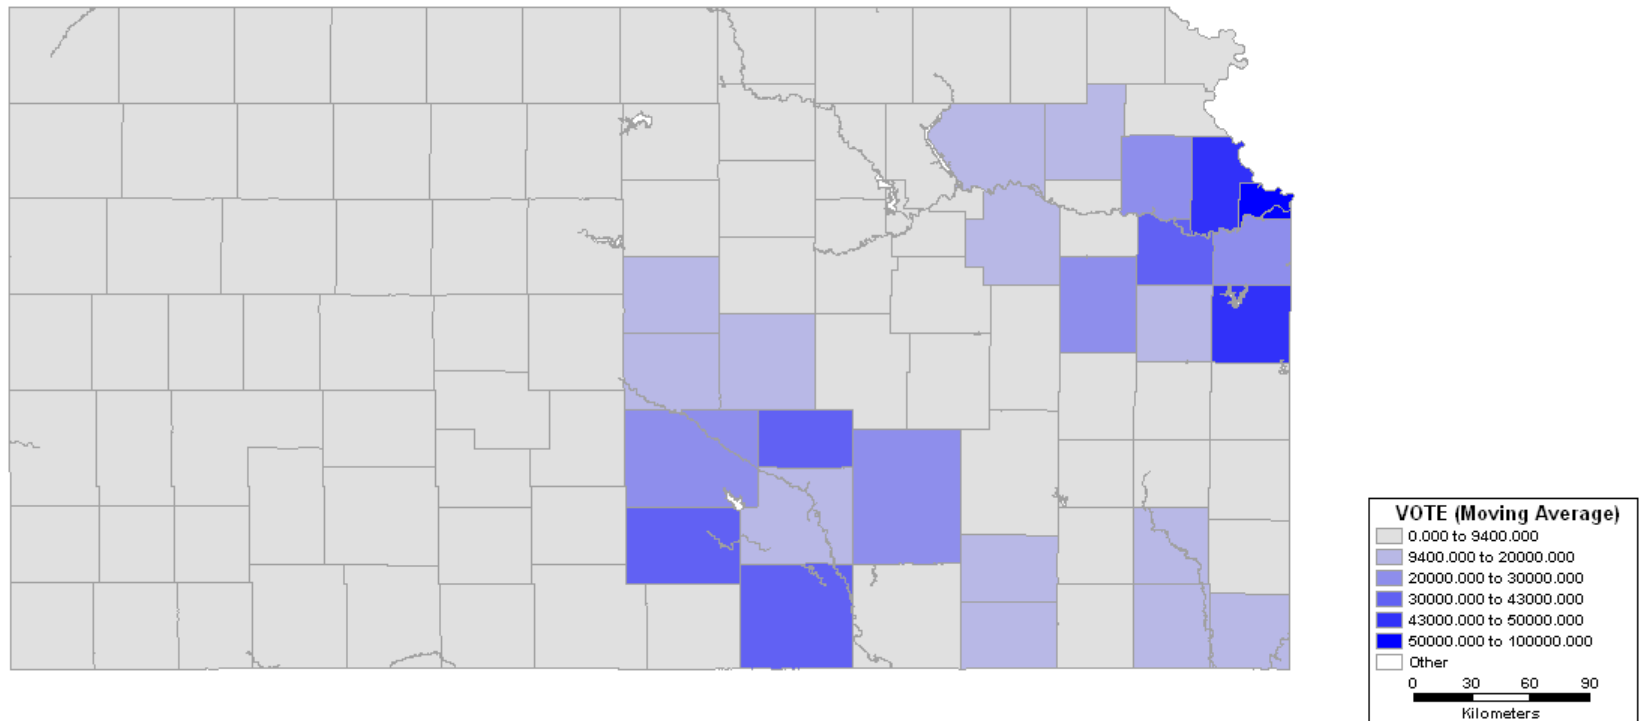 VOTE (Moving Average)
0.000 to 9400.000
9400.000 to 20000.000
20000.000 to 30000.000
30000.000 to 43000.000
43000.000 to 50000.000
50000.000 to 100000.000
Other
0 30 60 90
Kilometers